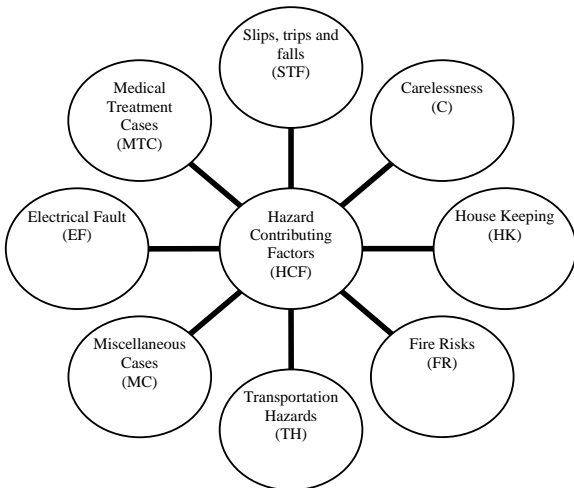 Slips, trips and
falls
(STF)
Medical
Treatment
Cases
(MTC)
Carelessness
(C)
Electrical Fault
(EF)
Hazard
Contributing
Factors
(HCF)
House Keeping
(HK)
Miscellaneous
Cases
(MC)
Fire Risks
(FR)
Transportation
Hazards
(TH)